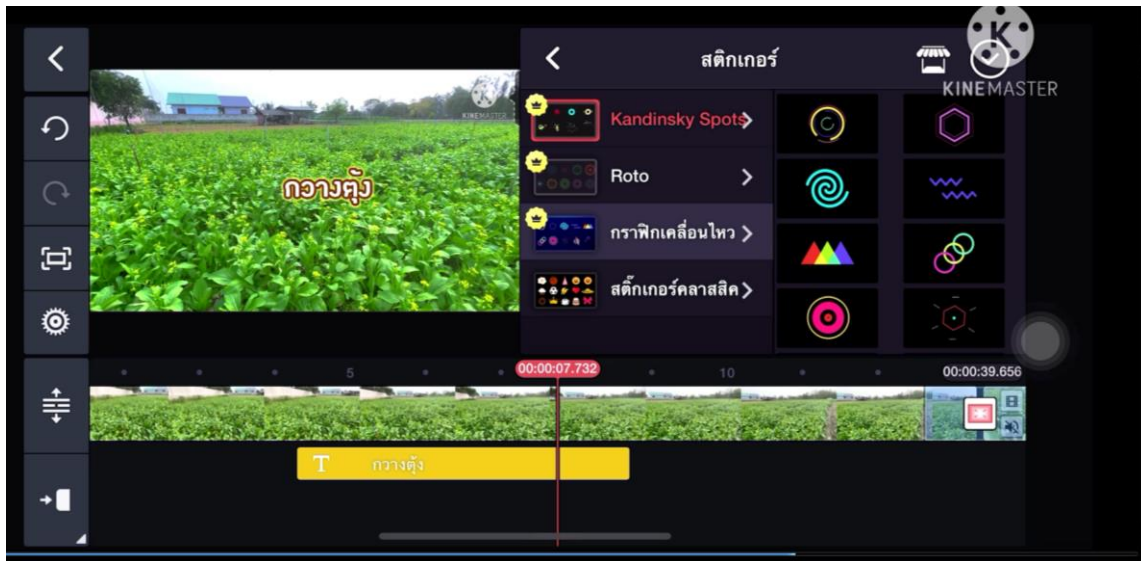 สติกเกอร์
K
KINEMASTER
KINEMASTER
กวางตุ้ง
Kandinsky Spots
Roto
กราฟิกเคลื่อนไหว
สติ๊กเกอร์คลาสสิค
5
00:00:07.732
10
00:00:39.656
T กวางตุ้ง